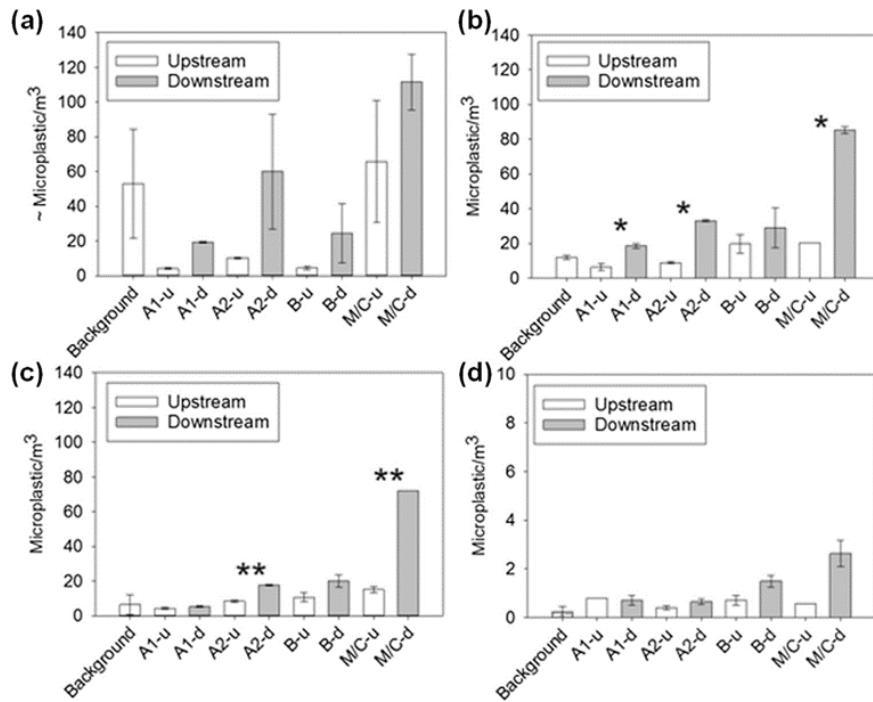 (a)
140
120
100
80
60
40
20
0
~ Microplastic/m³
Upstream
Downstream
Background
A1-u
A1-d
A2-u
A2-d
B-u
B-d
M/C-u
M/C-d
(b)
140
120
100
80
60
40
20
0
Microplastic/m³
Upstream
Downstream
*
*
*
Background
A1-u
A1-d
A2-u
A2-d
B-u
B-d
M/C-u
M/C-d
(c)
140
120
100
80
60
40
20
0
Microplastic/m³
Upstream
Downstream
**
**
Background
A1-u
A1-d
A2-u
A2-d
B-u
B-d
M/C-u
M/C-d
(d)
10
8
6
4
2
0
Microplastic/m³
Upstream
Downstream
Background
A1-u
A1-d
A2-u
A2-d
B-u
B-d
M/C-u
M/C-d